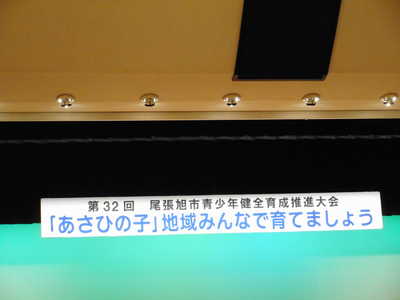 第32回　尾張旭市青少年健全育成推進大会
「あさひの子」地域みんなで育てましょう